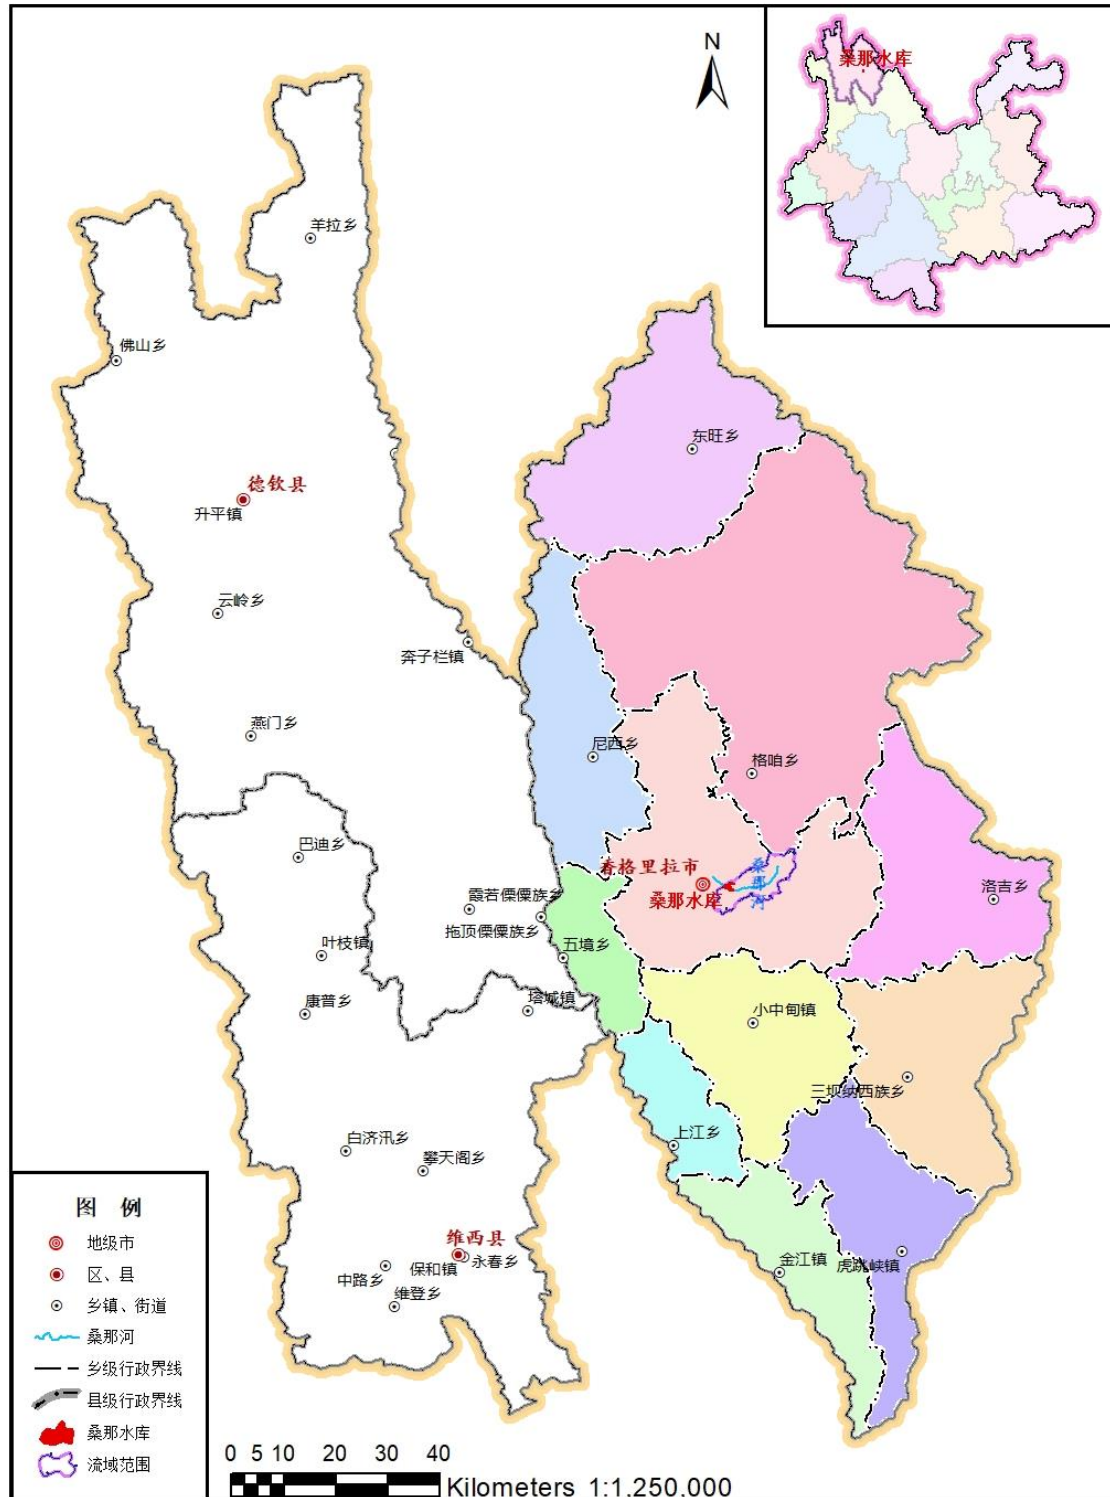 N
桑那水库
羊拉乡
佛山乡
东旺乡
德钦县
升平镇
云岭乡
奔子栏镇
燕门乡
尼西乡
格咱乡
巴迪乡
香格里拉市
桑那河
桑那水库
洛吉乡
霞若傈僳族乡
拖顶傈僳族乡
五境乡
叶枝镇
康普乡
塔城镇
小中甸镇
三坝纳西族乡
白济汛乡
攀天阁乡
上江乡
维西县
保和镇
永春乡
中路乡
维登乡
金江镇
虎跳峡镇
图 例
地级市
区、县
乡镇、街道
桑那河
乡级行政界线
县级行政界线
桑那水库
流域范围
0 5 10 20 30 40
Kilometers 1:1,250,000